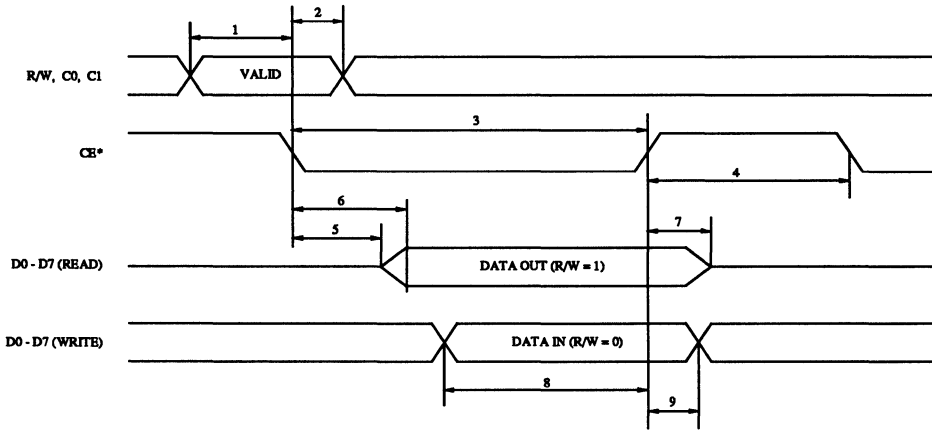 1
2
R/W, C0, C1
VALID
3
CE*
4
6
5
7
D0 - D7 (READ)
DATA OUT (R/W = 1)
D0 - D7 (WRITE)
DATA IN (R/W = 0)
8
9